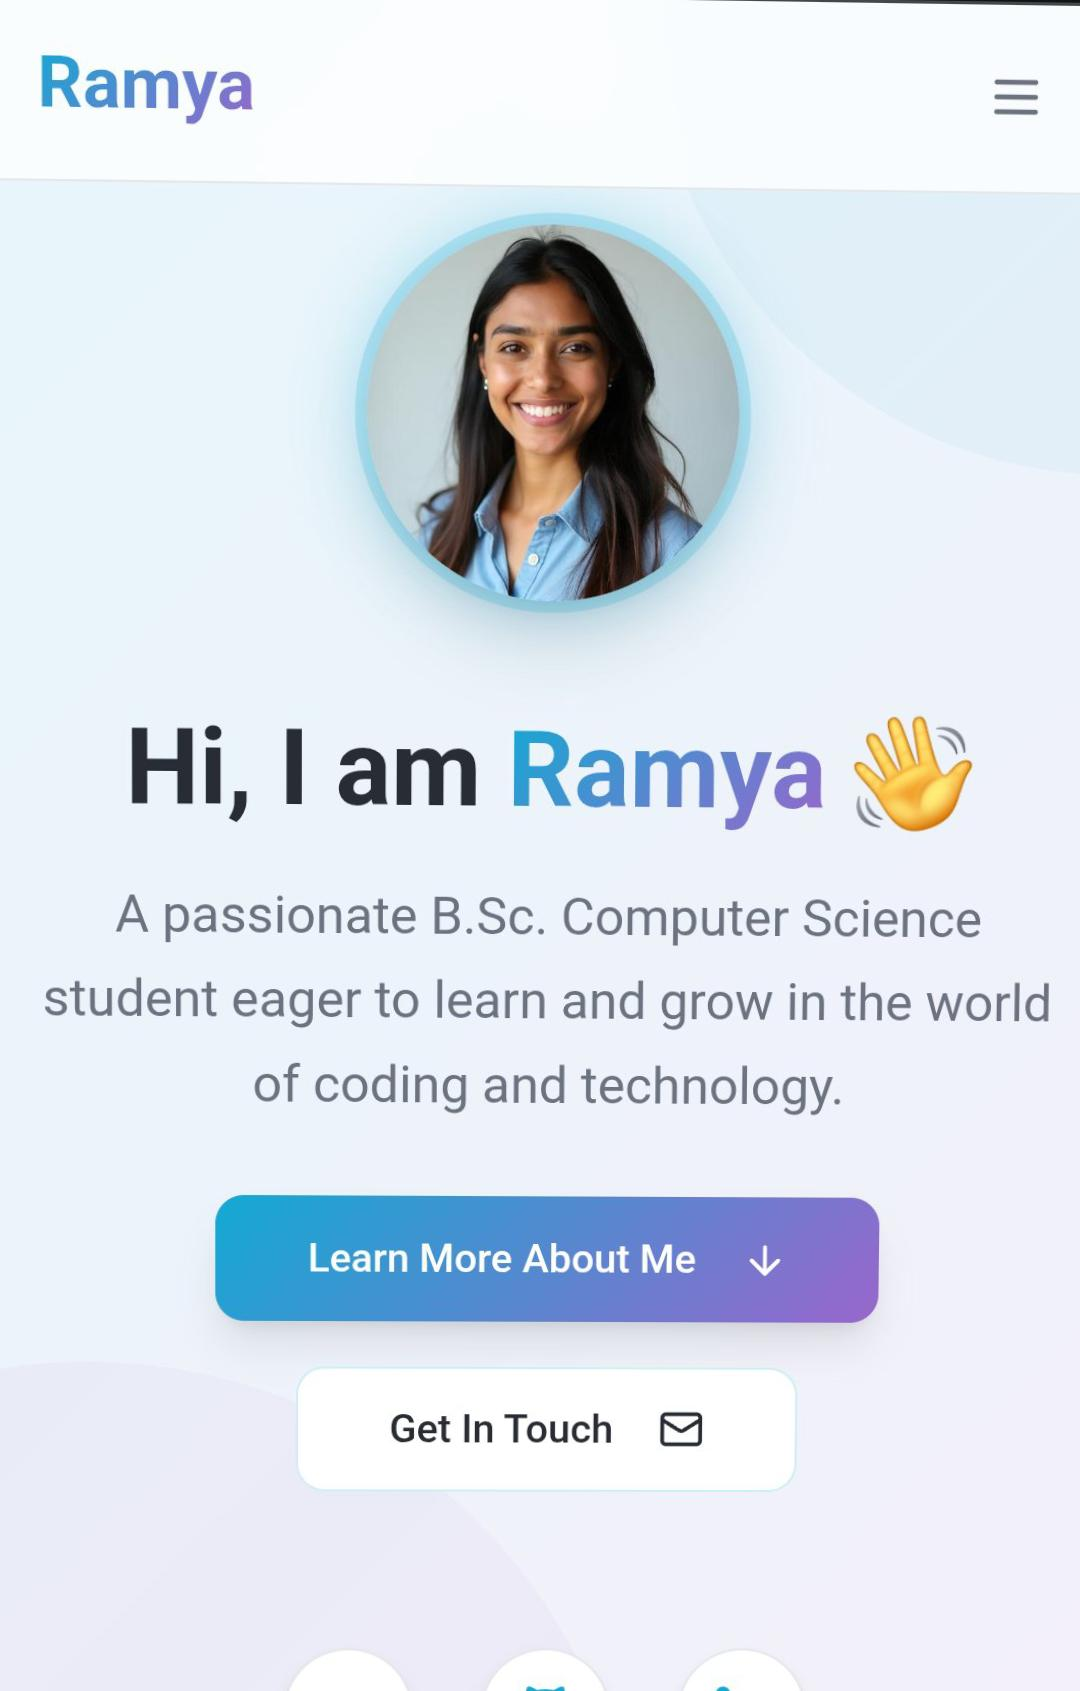 Ramya
Hi, I am Ramya 👋
A passionate B.Sc. Computer Science
student eager to learn and grow in the world
of coding and technology.
Learn More About Me
Get In Touch